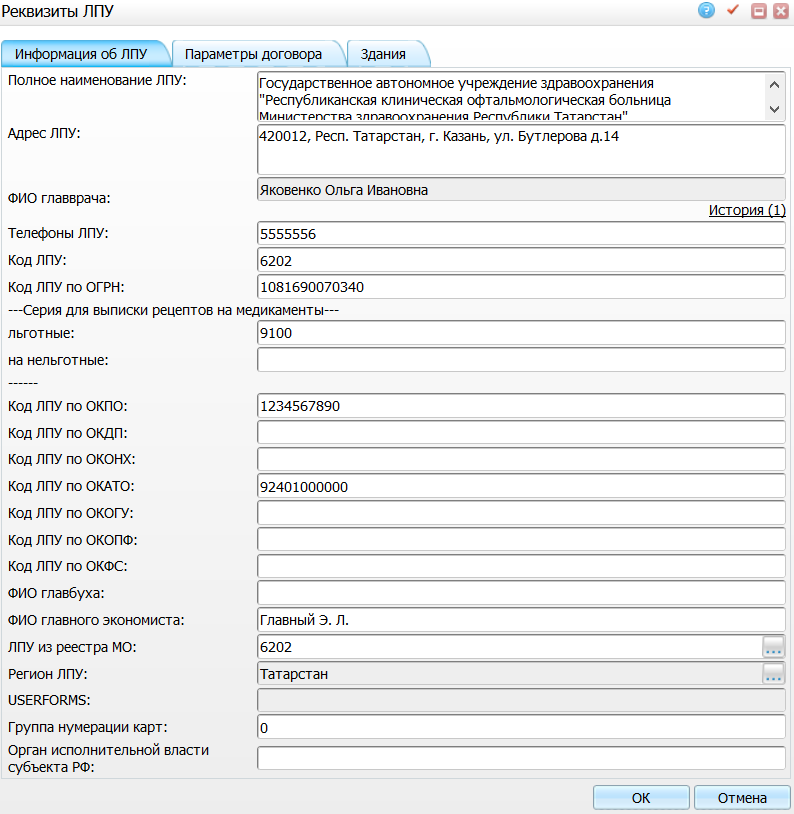 Реквизиты ЛПУ
Информация об ЛПУ
Параметры договора
Здания
Полное наименование ЛПУ:
Государственное автономное учреждение здравоохранения
"Республиканская клиническая офтальмологическая больница
Министерства здравоохранения Республики Татарстан"
Адрес ЛПУ:
420012, Респ. Татарстан, г. Казань, ул. Бутлерова д.14
ФИО главврача:
Яковенко Ольга Ивановна
История (1)
Телефоны ЛПУ:
5555556
Код ЛПУ:
6202
Код ЛПУ по ОГРН:
1081690070340
---Серия для выписки рецептов на медикаменты---
льготные:
9100
на нельготные:
------
Код ЛПУ по ОКПО:
1234567890
Код ЛПУ по ОКДП:
Код ЛПУ по ОКОНХ:
Код ЛПУ по ОКАТО:
92401000000
Код ЛПУ по ОКОГУ:
Код ЛПУ по ОКОПФ:
Код ЛПУ по ОКФС:
ФИО главбуха:
ФИО главного экономиста:
Главный Э. Л.
ЛПУ из реестра МО:
6202
...
Регион ЛПУ:
Татарстан
...
USERFORMS:
Группа нумерации карт:
0
Орган исполнительной власти
субъекта РФ:
ОК
Отмена